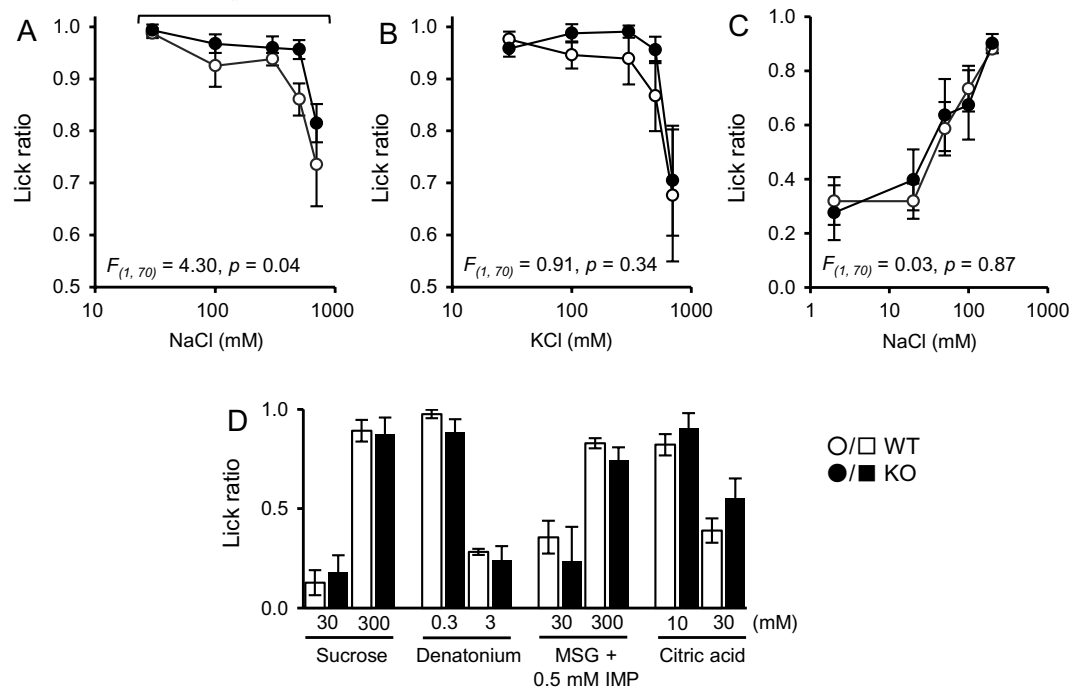 A
Lick ratio
1.0
0.9
0.8
0.7
0.6
0.5
F(1, 70) = 4.30, p = 0.04
10
100
1000
NaCl (mM)
B
Lick ratio
1.0
0.9
0.8
0.7
0.6
0.5
F(1, 70) = 0.91, p = 0.34
10
100
1000
KCl (mM)
C
Lick ratio
1.0
0.8
0.6
0.4
0.2
0.0
F(1, 70) = 0.03, p = 0.87
1
10
100
1000
NaCl (mM)
D
Lick ratio
1.0
0.5
0.0
30 300 0.3 3 30 300 10 30 (mM)
Sucrose Denatonium MSG + Citric acid
0.5 mM IMP
WT
KO